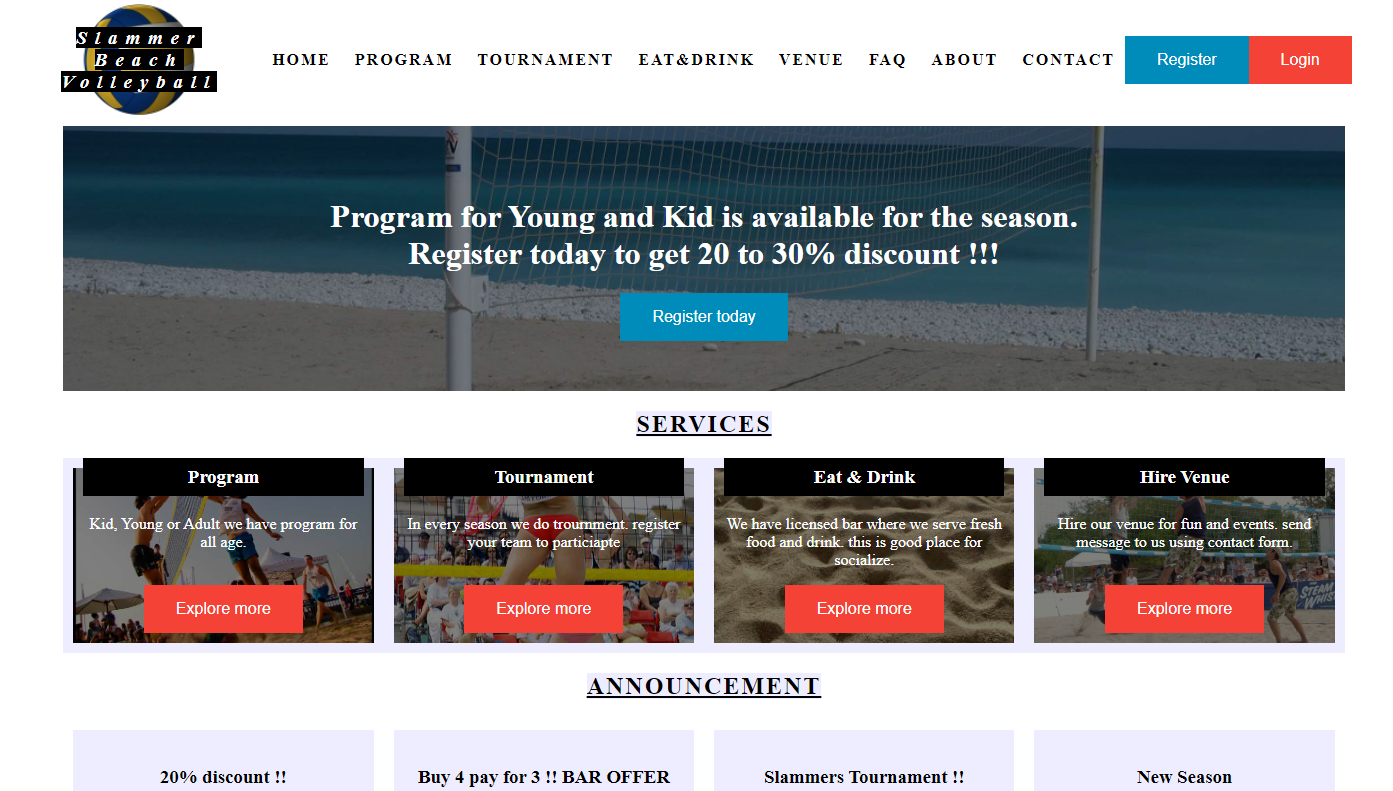 Slammer
Beach
Volleyball
HOME PROGRAM TOURNAMENT EAT&DRINK VENUE FAQ ABOUT CONTACT Register Login
Program for Young and Kid is available for the season.
Register today to get 20 to 30% discount !!!
Register today
SERVICES
Program
Kid, Young or Adult we have program for
all age.
Explore more
Tournament
In every season we do trournment. register
your team to particiapte
Explore more
Eat & Drink
We have licensed bar where we serve fresh
food and drink. this is good place for
socialize.
Explore more
Hire Venue
Hire our venue for fun and events. send
message to us using contact form.
Explore more
ANNOUNCEMENT
20% discount !!
Buy 4 pay for 3 !! BAR OFFER
Slammers Tournament !!
New Season